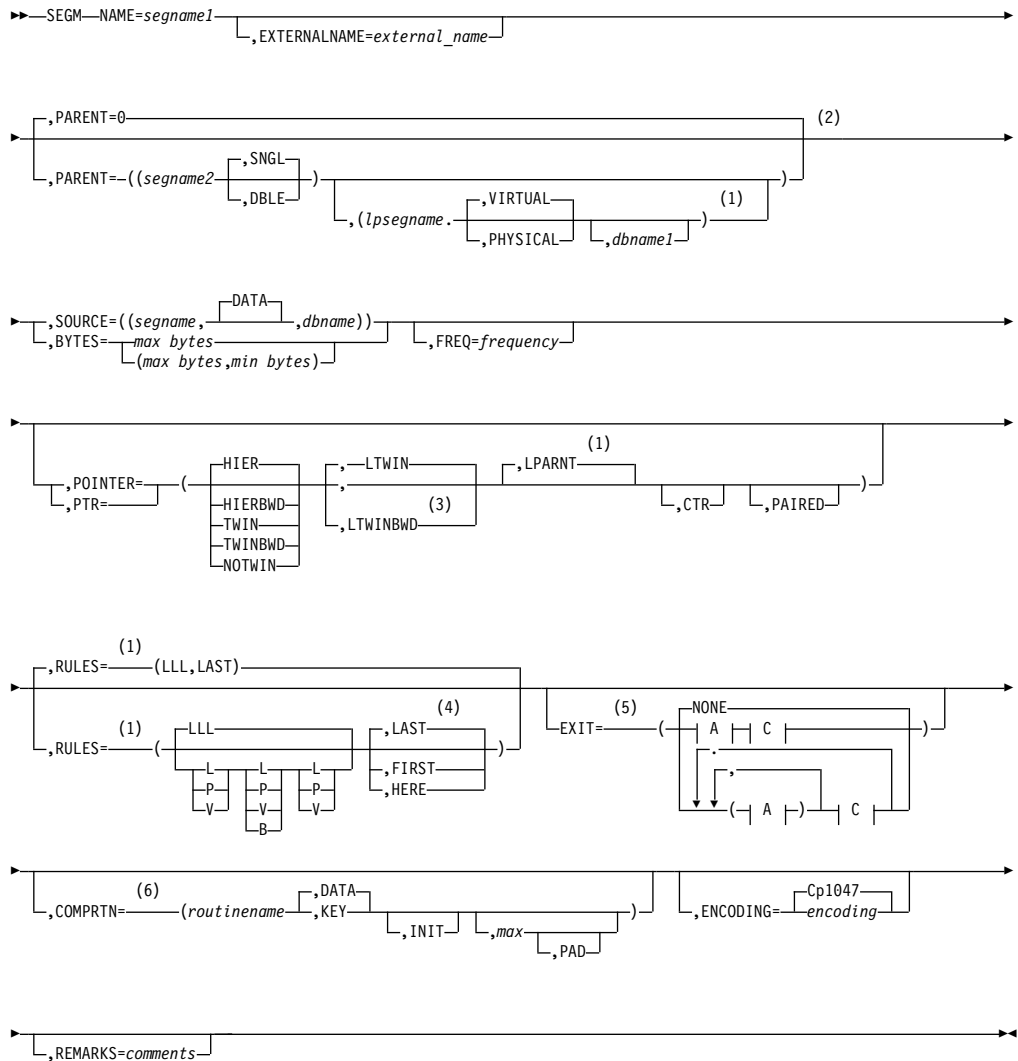 SEGM NAME=segname1
,EXTERNALNAME=external_name
,PARENT=0 (2)
,PARENT= ((segname2 ,SNGL )
,DBLE
,(lpsegname. ,VIRTUAL ) (1) )
,PHYSICAL ,dbname1
,SOURCE=((segname, DATA ,dbname))
,BYTES= max bytes
(max bytes,min bytes)
,FREQ=frequency
,POINTER= ( HIER , LTWIN ,LPARNT (1)
,PTR= HIERBWD , ,CTR ,PAIRED )
TWIN ,LTWINBWD (3)
TWINBWD
NOTWIN
,RULES= (1) (LLL,LAST)
,RULES= (1) ( LLL ,LAST (4) )
L L L ,FIRST
P P P ,HERE
V V V
B
EXIT= (5) ( NONE )
A C
.
,
( A ) C
,COMPRTN= (6) (routinename ,DATA )
,KEY ,INIT ,max ,PAD
,ENCODING= Cp1047
encoding
,REMARKS=comments